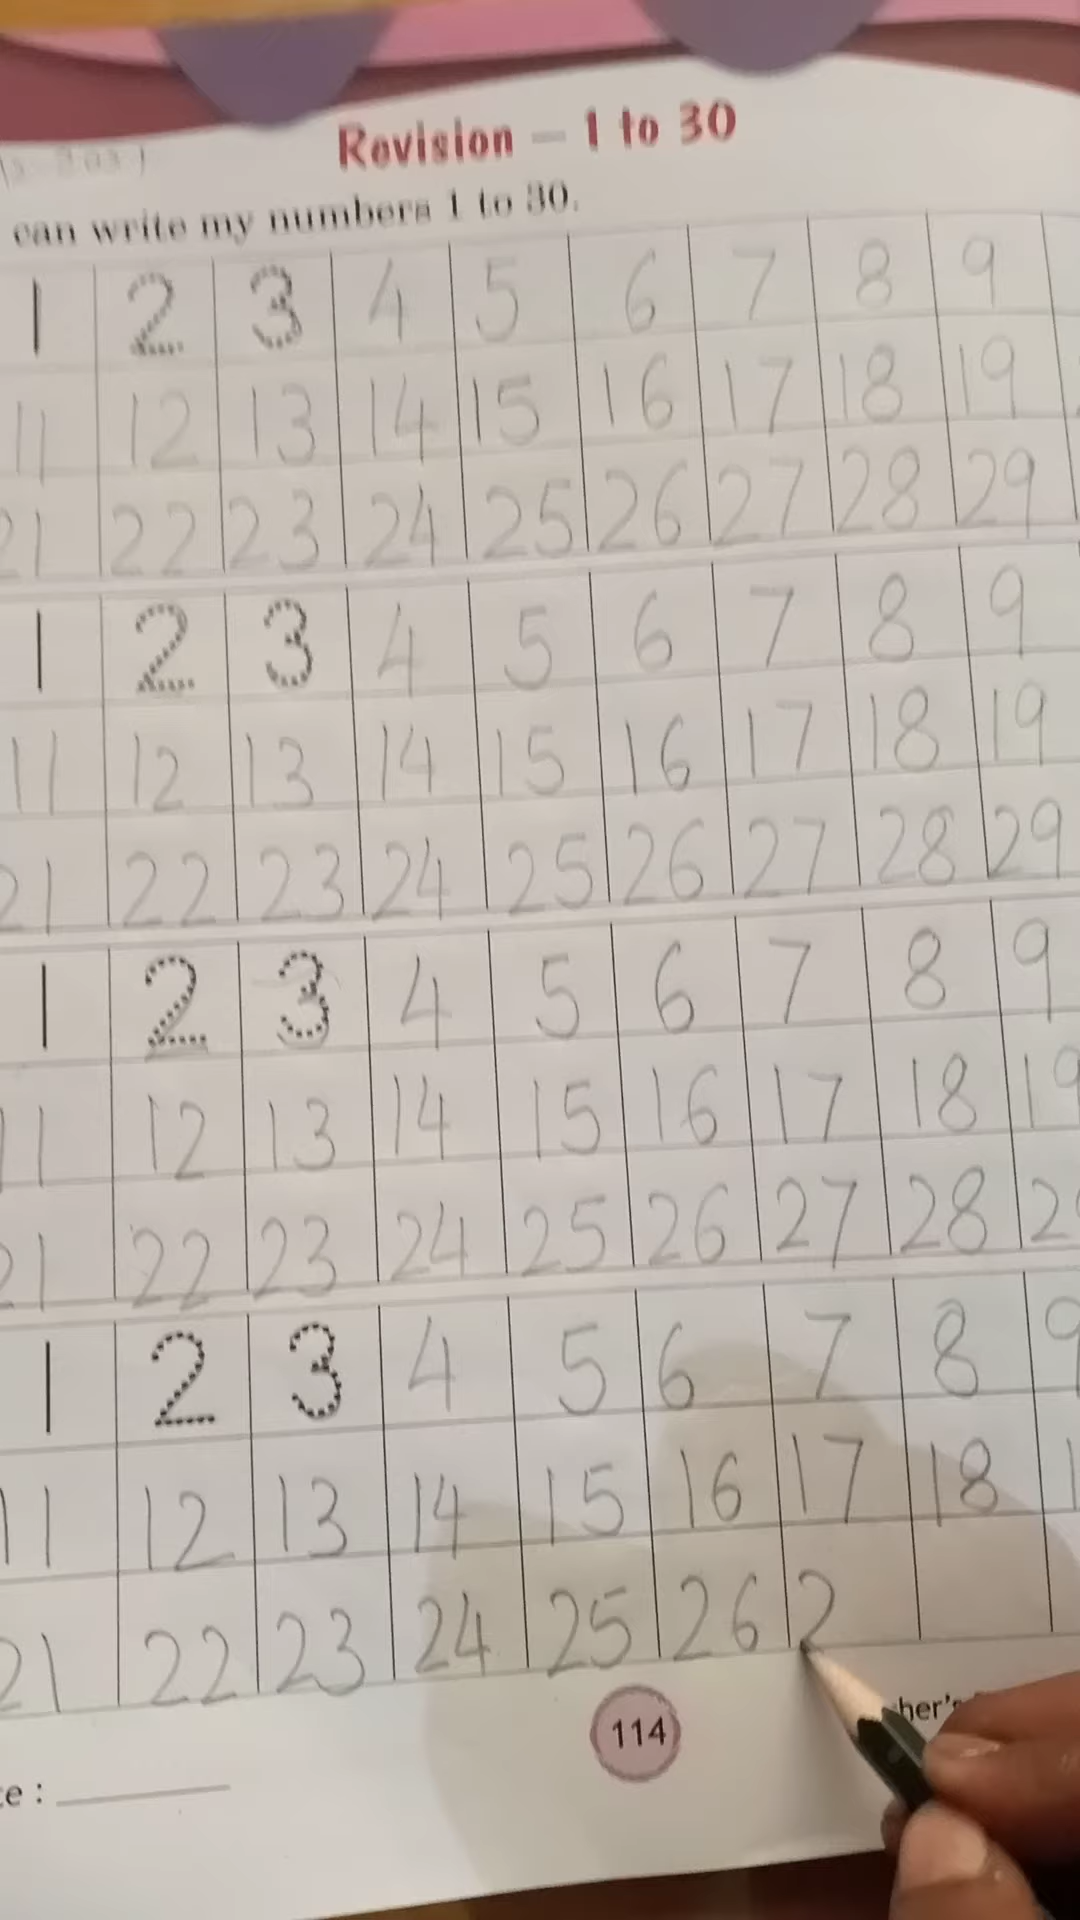 Revision – 1 to 30
can write my numbers 1 to 30.
1 2 3 4 5 6 7 8 9
11 12 13 14 15 16 17 18 19
21 22 23 24 25 26 27 28 29
1 2 3 4 5 6 7 8 9
11 12 13 14 15 16 17 18 19
21 22 23 24 25 26 27 28 29
1 2 3 4 5 6 7 8 9
11 12 13 14 15 16 17 18 19
21 22 23 24 25 26 27 28 2
1 2 3 4 5 6 7 8 9
11 12 13 14 15 16 17 18 1
21 22 23 24 25 26 2
114